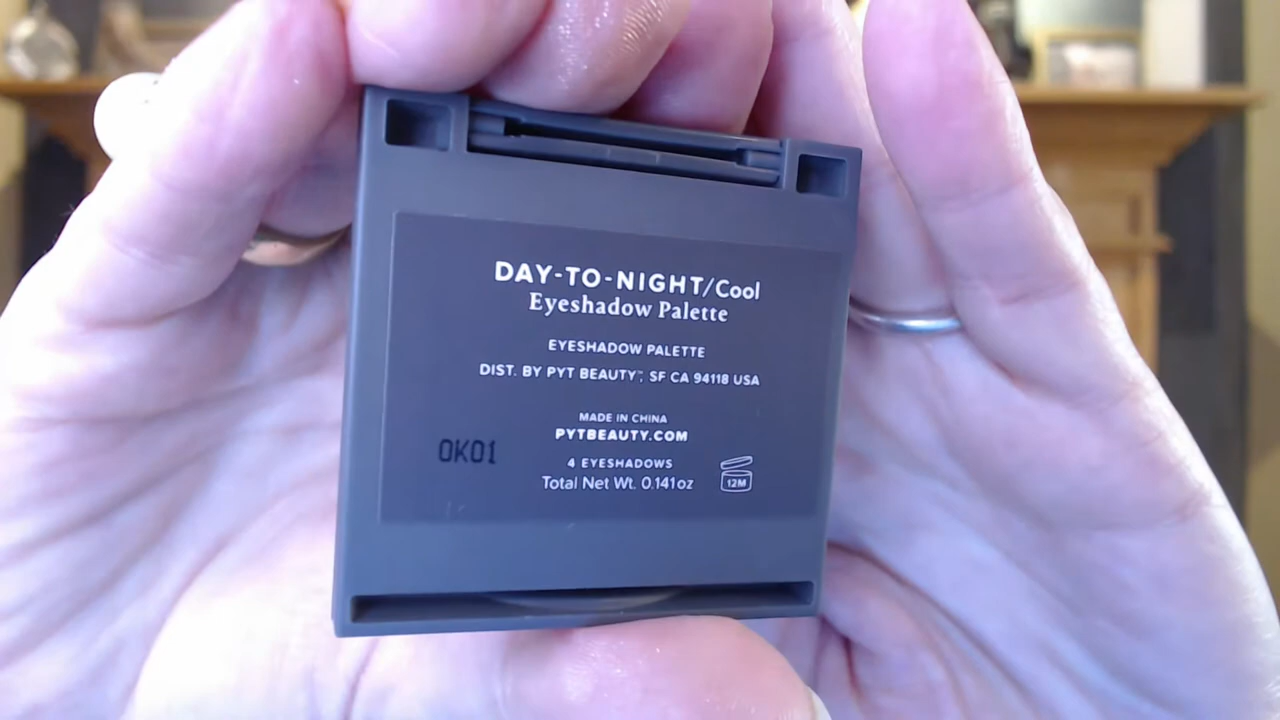 DAY-TO-NIGHT/Cool
Eyeshadow Palette
EYESHADOW PALETTE
DIST. BY PYT BEAUTY™, SF CA 94118 USA
MADE IN CHINA
PYTBEAUTY.COM
0K01
4 EYESHADOWS
Total Net Wt. 0.141oz
12M